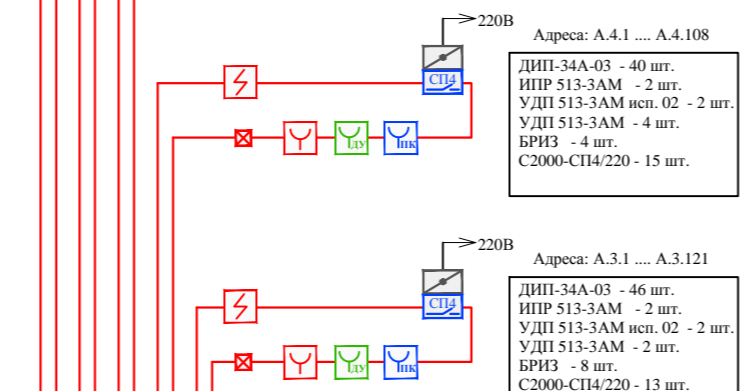 220В
Адреса: А.4.1 .... А.4.108
СП4
ДУ
ПК
ДИП-34А-03 - 40 шт.
ИПР 513-3АМ - 2 шт.
УДП 513-3АМ исп. 02 - 2 шт.
УДП 513-3АМ - 4 шт.
БРИЗ - 4 шт.
С2000-СП4/220 - 15 шт.
220В
Адреса: А.3.1 .... А.3.121
СП4
ДУ
ПК
ДИП-34А-03 - 46 шт.
ИПР 513-3АМ - 2 шт.
УДП 513-3АМ исп. 02 - 2 шт.
УДП 513-3АМ - 2 шт.
БРИЗ - 8 шт.
С2000-СП4/220 - 13 шт.